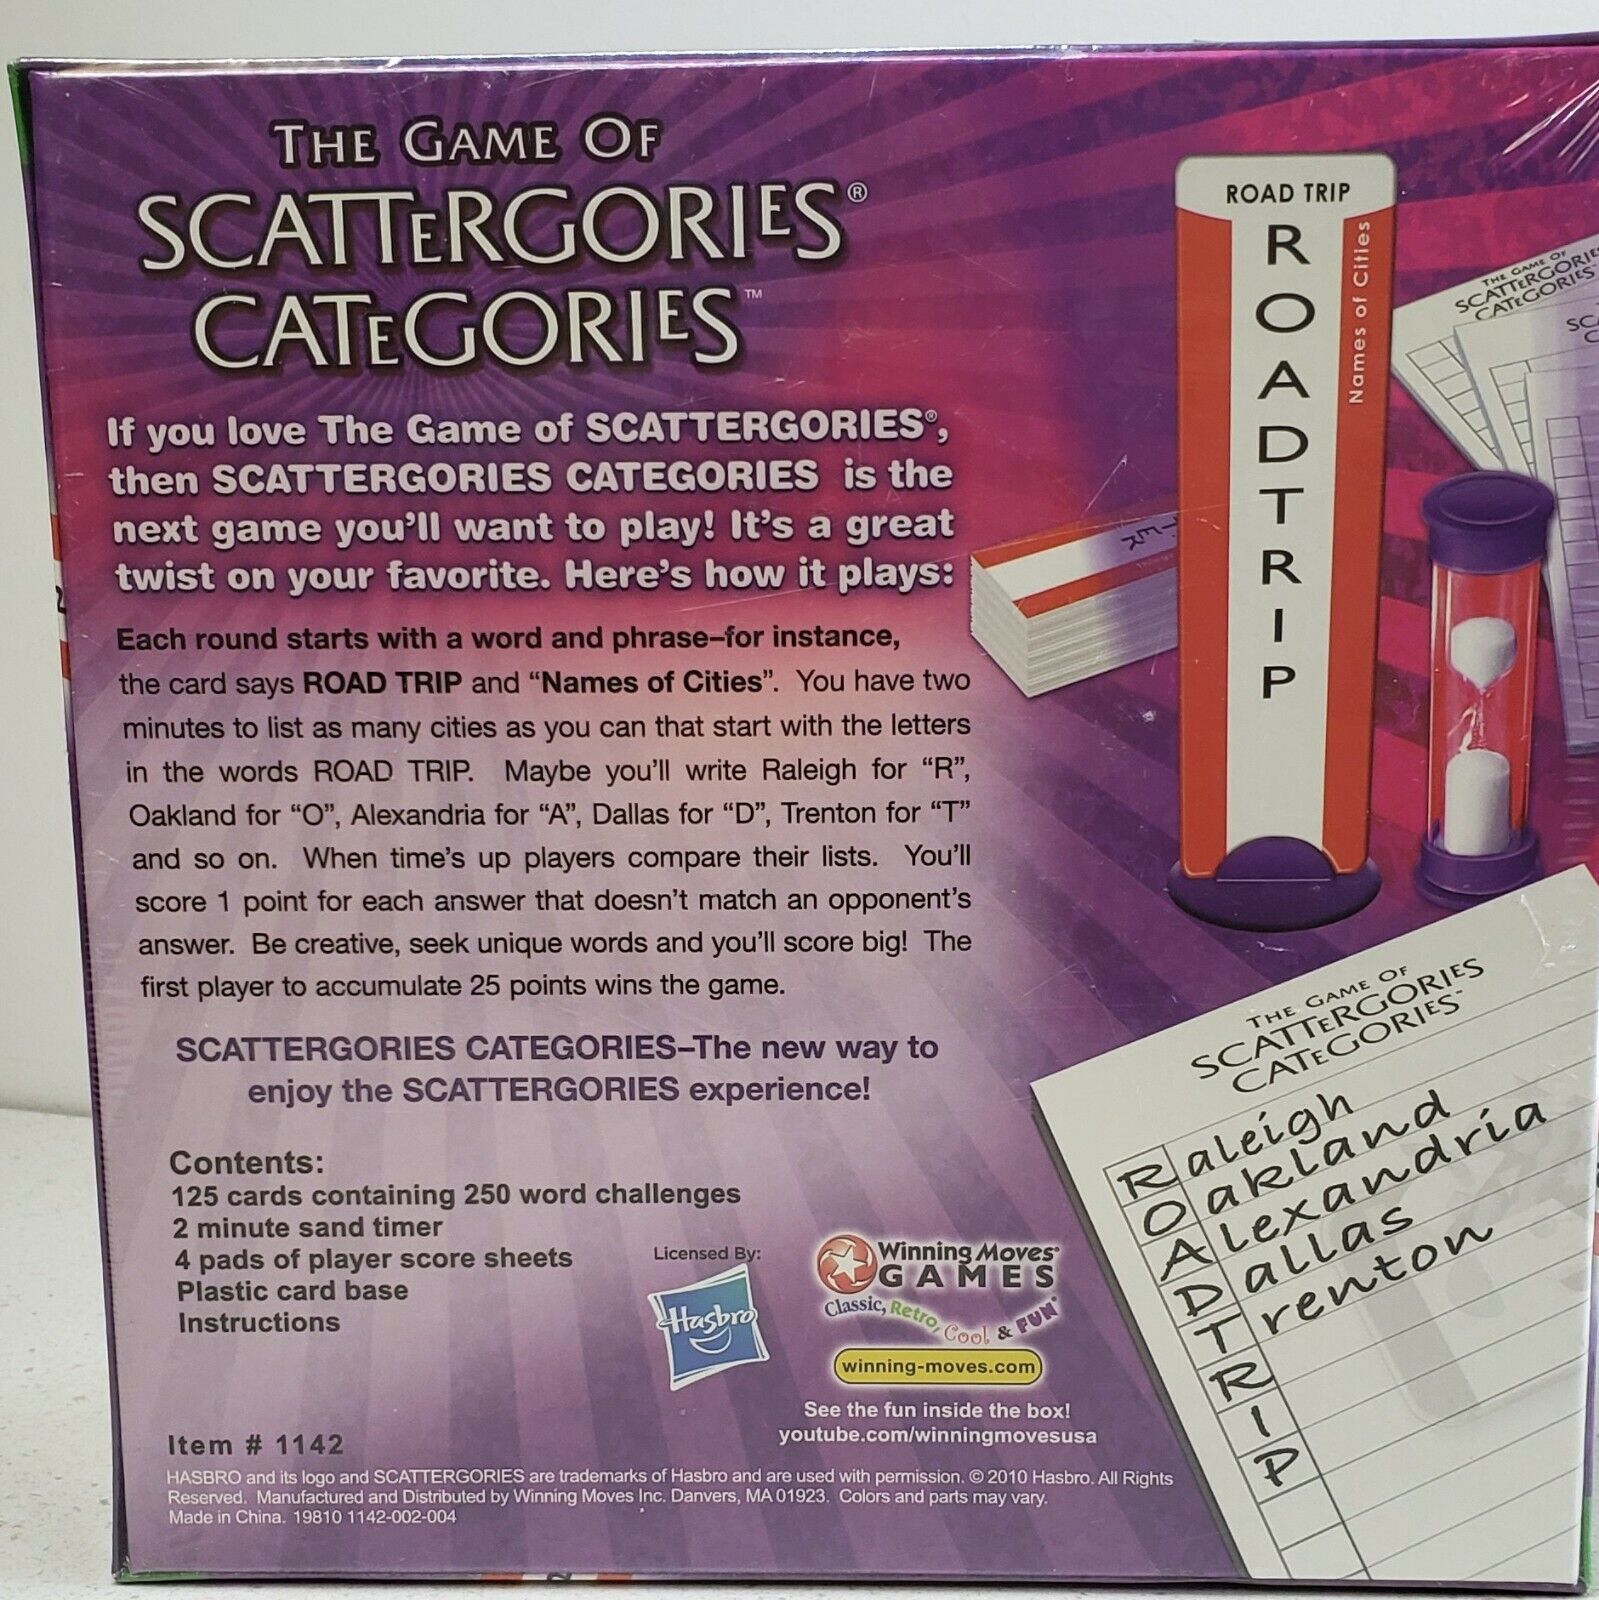 THE GAME OF
SCATTERGORIES®
CATEGORIES™
If you love The Game of SCATTERGORIES®,
then SCATTERGORIES CATEGORIES is the
next game you'll want to play! It's a great
twist on your favorite. Here's how it plays:
Each round starts with a word and phrase–for instance,
the card says ROAD TRIP and “Names of Cities”. You have two
minutes to list as many cities as you can that start with the letters
in the words ROAD TRIP. Maybe you'll write Raleigh for “R”,
Oakland for “O”, Alexandria for “A”, Dallas for “D”, Trenton for “T”
and so on. When time's up players compare their lists. You'll
score 1 point for each answer that doesn't match an opponent's
answer. Be creative, seek unique words and you'll score big! The
first player to accumulate 25 points wins the game.
SCATTERGORIES CATEGORIES–The new way to
enjoy the SCATTERGORIES experience!
Contents:
125 cards containing 250 word challenges
2 minute sand timer
4 pads of player score sheets
Plastic card base
Instructions
Licensed By:
Hasbro
Winning Moves®
GAMES
Classic, Retro, Cool & FUN®
winning-moves.com
See the fun inside the box!
youtube.com/winningmovesusa
Item # 1142
HASBRO and its logo and SCATTERGORIES are trademarks of Hasbro and are used with permission. © 2010 Hasbro. All Rights
Reserved. Manufactured and Distributed by Winning Moves Inc. Danvers, MA 01923. Colors and parts may vary.
Made in China. 19810 1142-002-004
ROAD TRIP
R
O
A
D
T
R
I
P
Names of Cities
THE GAME OF
SCATTERGORIES
CATEGORIES
THE GAME OF
SCATTERGORIES
CATEGORIES™
Raleigh
Oakland
Alexandria
Dallas
Trenton
R
I
P